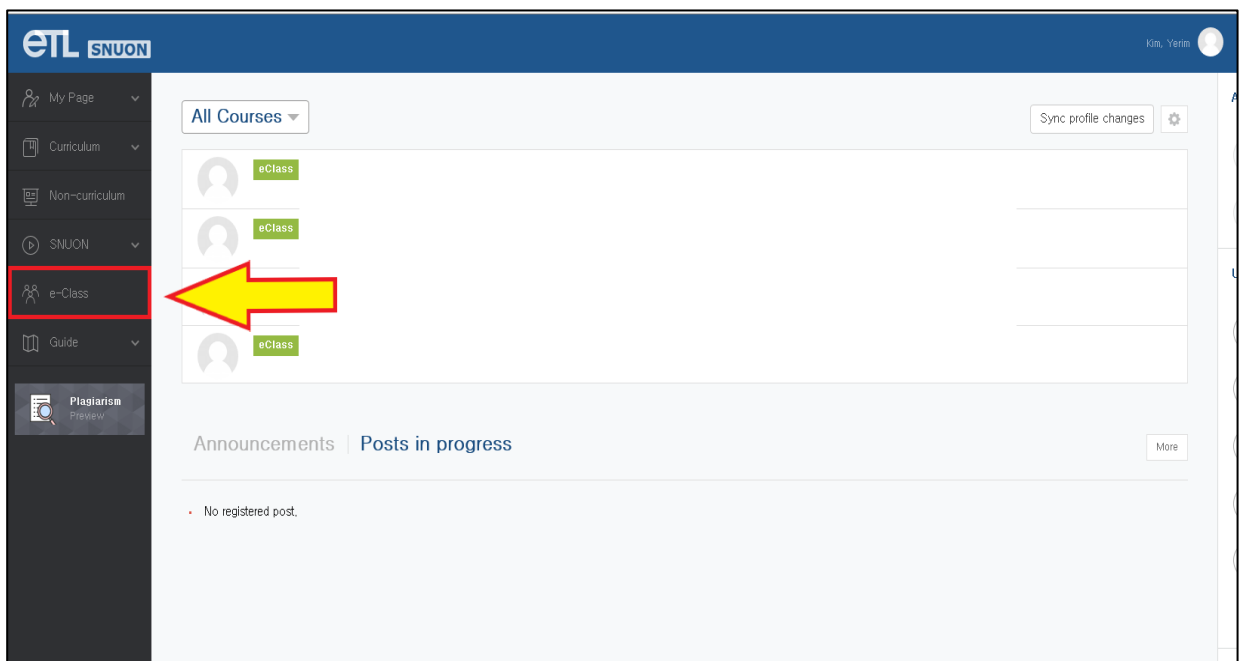 eTL SNUON
Kim, Yerim
My Page
Curriculum
Non-curriculum
SNUON
e-Class
Guide
Plagiarism
Preview
All Courses
Sync profile changes
eClass
eClass
eClass
Announcements
Posts in progress
More
No registered post,
A
U